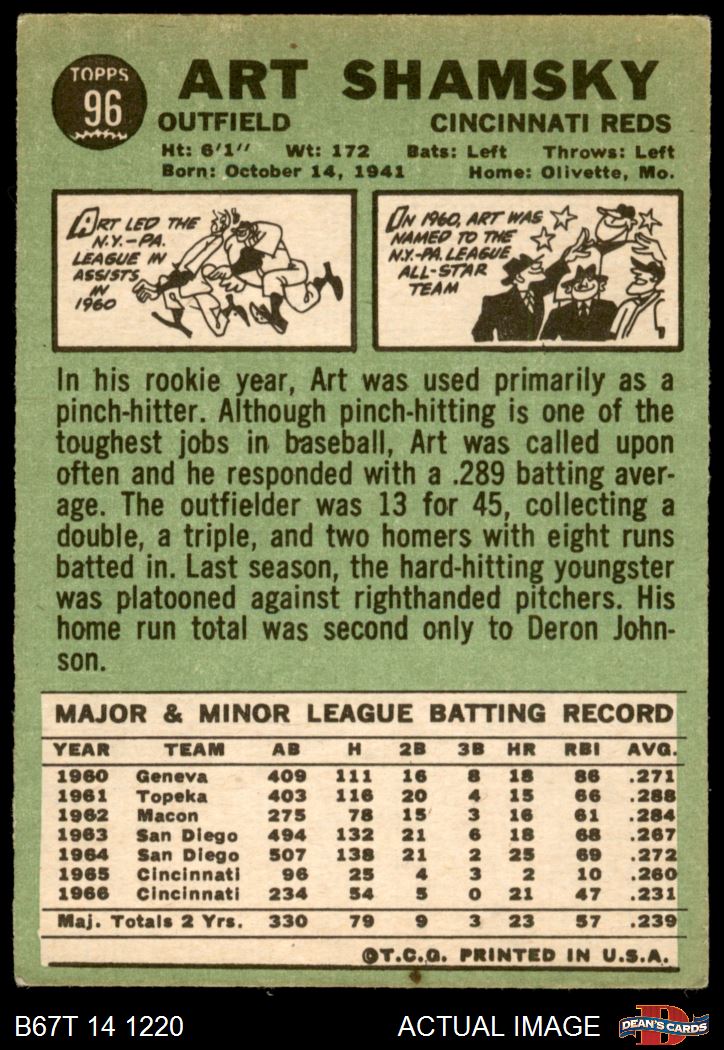 TOPPS
96
ART SHAMSKY
OUTFIELD CINCINNATI REDS
Ht: 6'1" Wt: 172 Bats: Left Throws: Left
Born: October 14, 1941 Home: Olivette, Mo.
ART LED THE
N.Y.-PA.
LEAGUE IN
ASSISTS
IN
1960
IN 1960, ART WAS
NAMED TO THE
N.Y.-PA. LEAGUE
ALL-STAR
TEAM
In his rookie year, Art was used primarily as a
pinch-hitter. Although pinch-hitting is one of the
toughest jobs in baseball, Art was called upon
often and he responded with a .289 batting aver-
age. The outfielder was 13 for 45, collecting a
double, a triple, and two homers with eight runs
batted in. Last season, the hard-hitting youngster
was platooned against righthanded pitchers. His
home run total was second only to Deron John-
son.
MAJOR & MINOR LEAGUE BATTING RECORD
YEAR TEAM AB H 2B 3B HR RBI AVG.
1960 Geneva 409 111 16 8 18 86 .271
1961 Topeka 403 116 20 4 15 66 .288
1962 Macon 275 78 15 3 16 61 .284
1963 San Diego 494 132 21 6 18 68 .267
1964 San Diego 507 138 21 2 25 69 .272
1965 Cincinnati 96 25 4 3 2 10 .260
1966 Cincinnati 234 54 5 0 21 47 .231
Maj. Totals 2 Yrs. 330 79 9 3 23 57 .239
©T.C.G. PRINTED IN U.S.A.
B67T 14 1220 ACTUAL IMAGE
D
DEAN'S CARDS